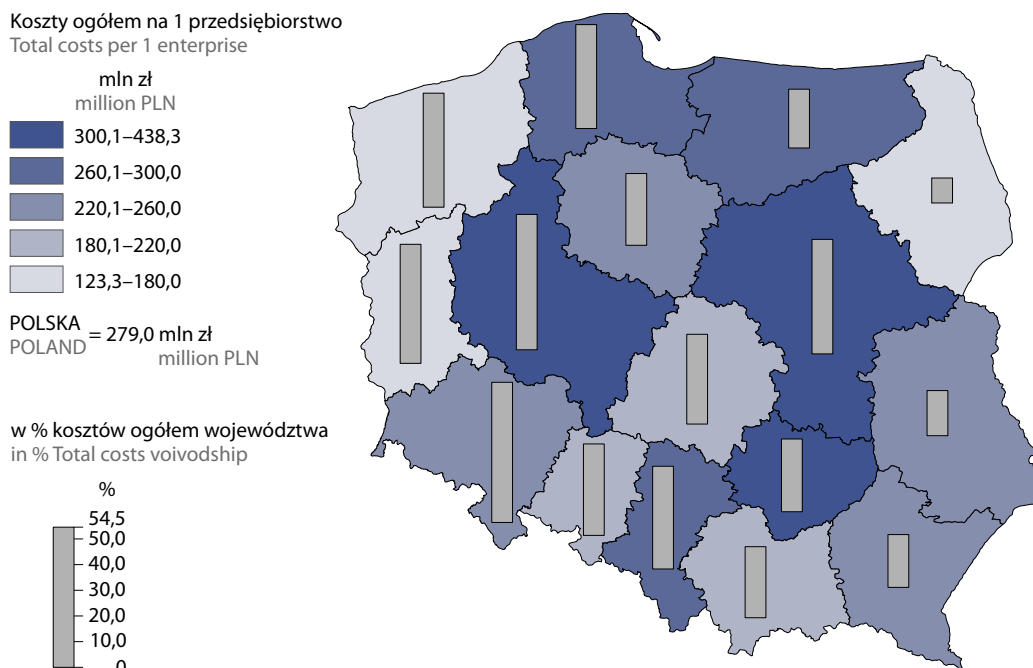 Koszty ogółem na 1 przedsiębiorstwo
Total costs per 1 enterprise
mln zł
million PLN
300,1–438,3
260,1–300,0
220,1–260,0
180,1–220,0
123,3–180,0
POLSKA = 279,0 mln zł
POLAND million PLN
w % kosztów ogółem województwa
in % Total costs voivodship
%
54,5
50,0
40,0
30,0
20,0
10,0
0